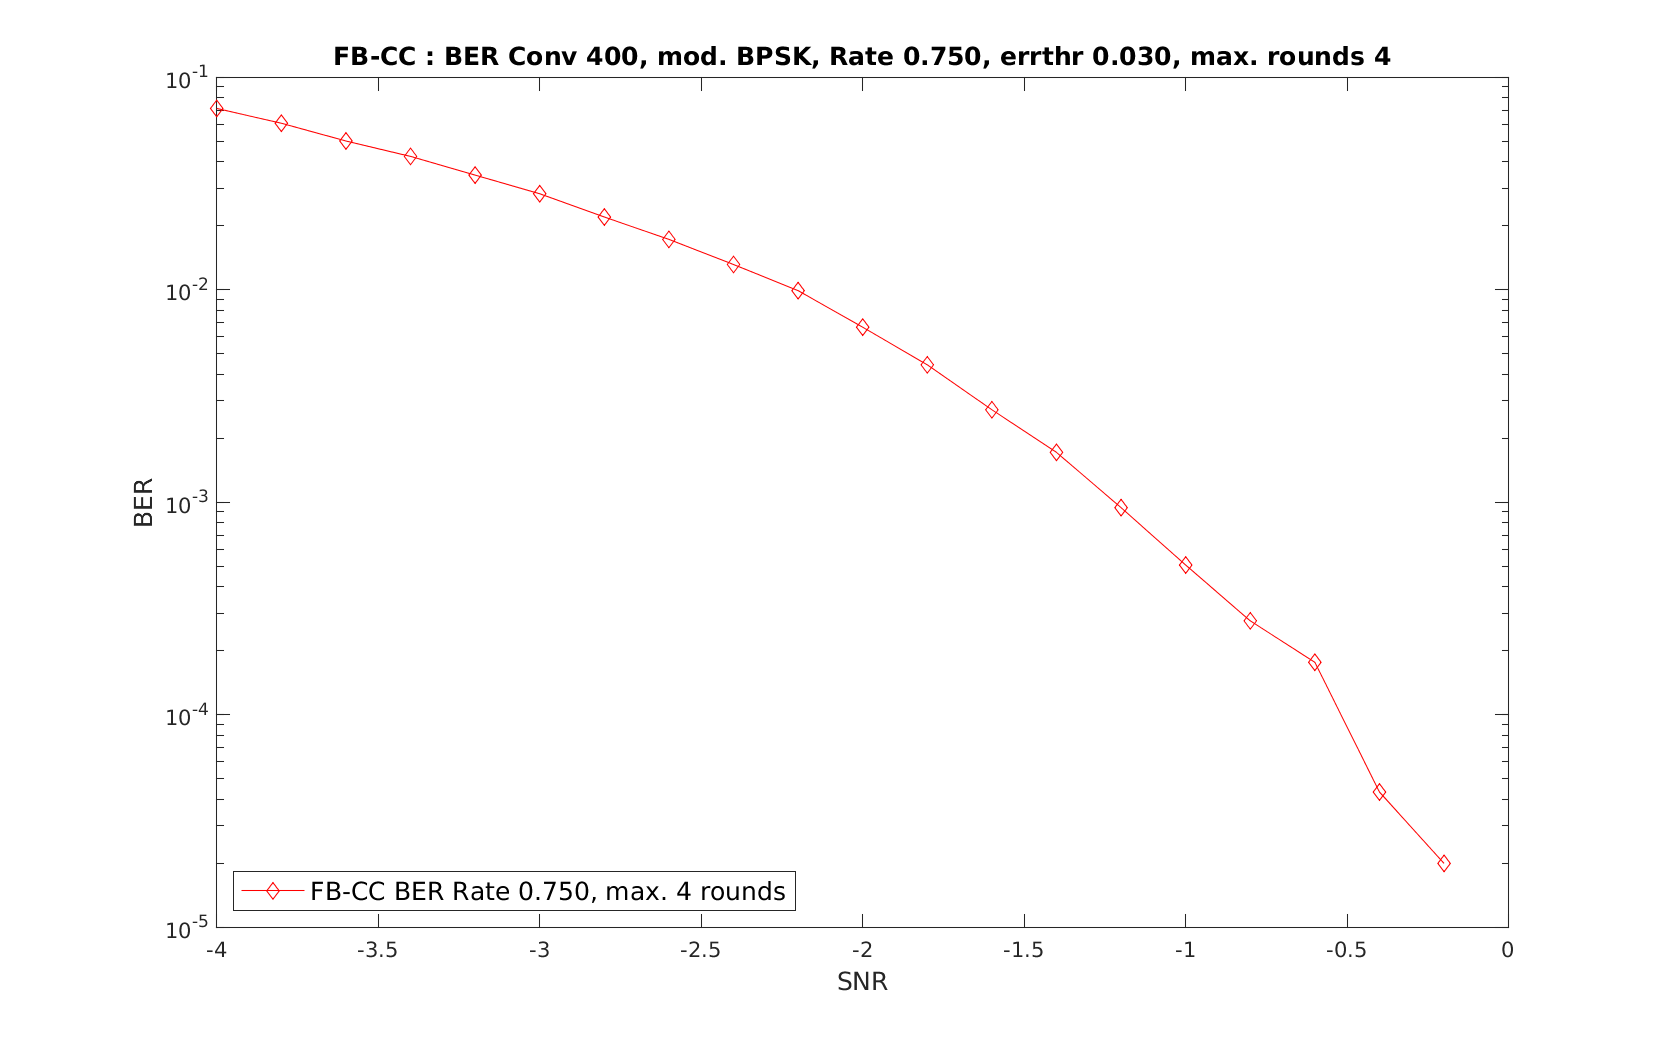 FB-CC : BER Conv 400, mod. BPSK, Rate 0.750, errthr 0.030, max. rounds 4
10^-1
10^-2
10^-3
10^-4
10^-5
BER
FB-CC BER Rate 0.750, max. 4 rounds
-4 -3.5 -3 -2.5 -2 -1.5 -1 -0.5 0
SNR